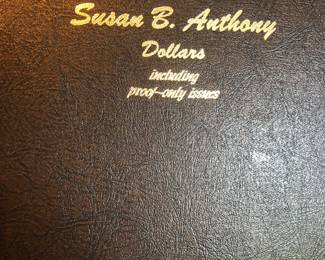 Susan B. Anthony
Dollars
including
proof-only issues